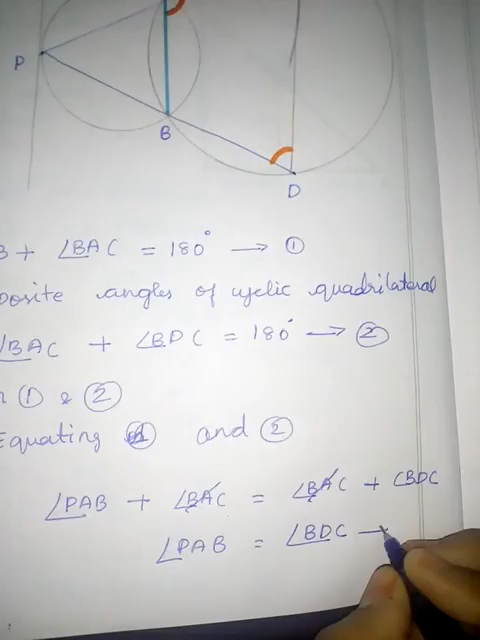 P
B
D
B + ∠BAC = 180° → ①
posite angles of cyclic quadrilateral
∠BAC + ∠BDC = 180° → ②
① & ②
Equating ① and ②
∠PAB + ∠BAC = ∠BAC + ∠BDC
∠PAB = ∠BDC →